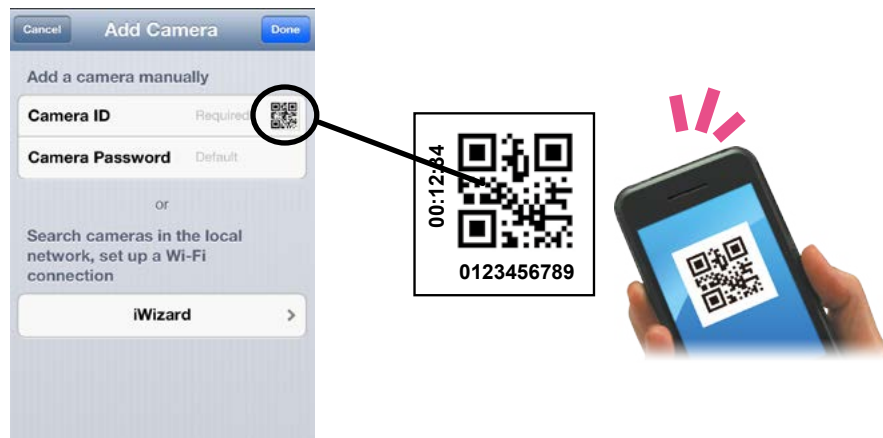 Cancel
Add Camera
Done
Add a camera manually
Camera ID
Required
Camera Password
Default
or
Search cameras in the local
network, set up a Wi-Fi
connection
iWizard
00:12:34
0123456789